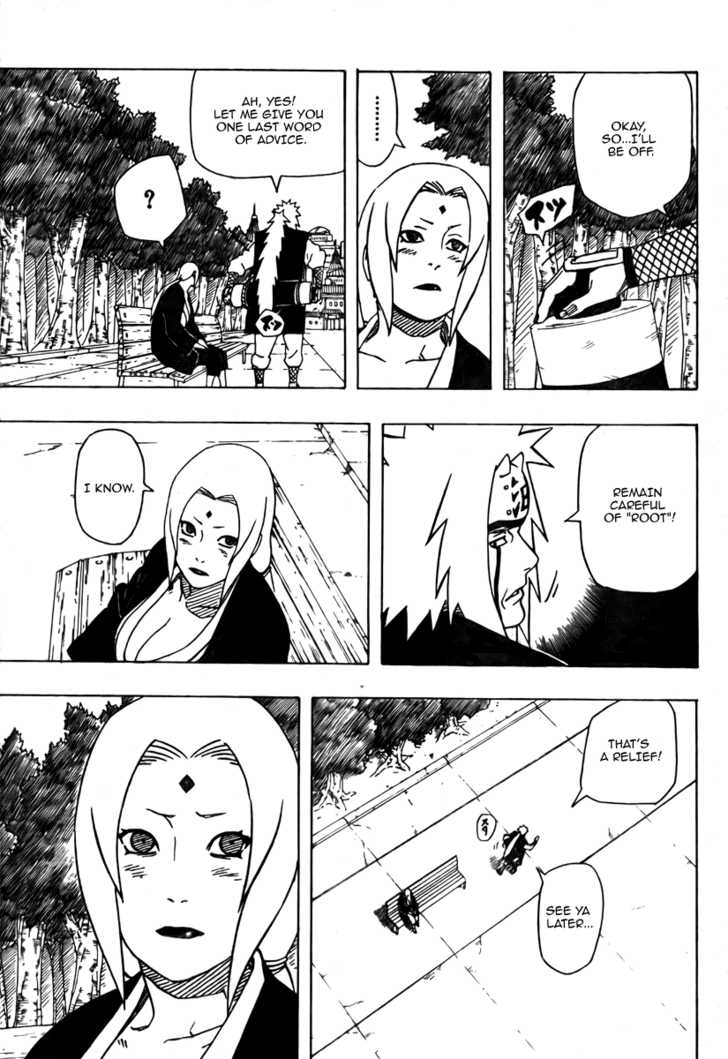 OKAY,
SO...I'LL
BE OFF.
.........
AH, YES!
LET ME GIVE YOU
ONE LAST WORD
OF ADVICE.
?
REMAIN
CAREFUL
OF "ROOT"!
I KNOW.
THAT'S
A RELIEF!
SEE YA
LATER...